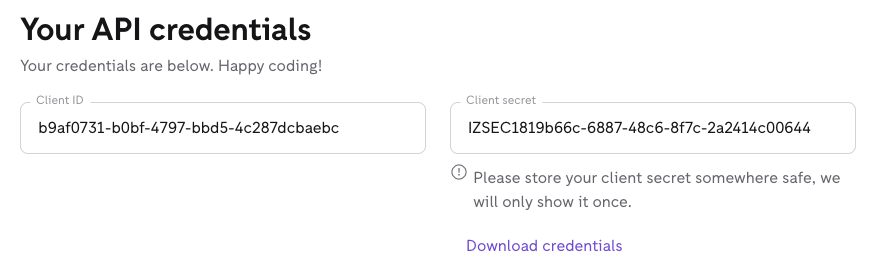 Your API credentials
Your credentials are below. Happy coding!
Client ID
b9af0731-b0bf-4797-bbd5-4c287dcbaebc
Client secret
IZSEC1819b66c-6887-48c6-8f7c-2a2414c00644
Please store your client secret somewhere safe, we
will only show it once.
Download credentials